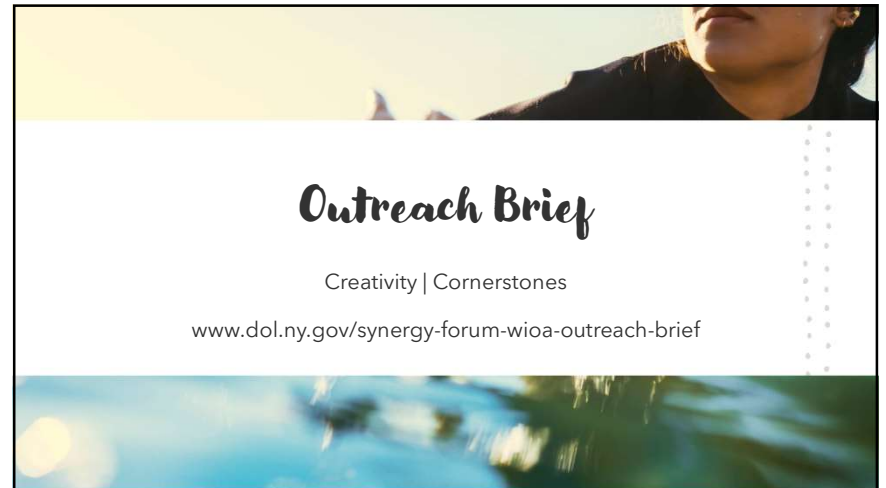 Outreach Brief
Creativity | Cornerstones
www.dol.ny.gov/synergy-forum-wioa-outreach-brief